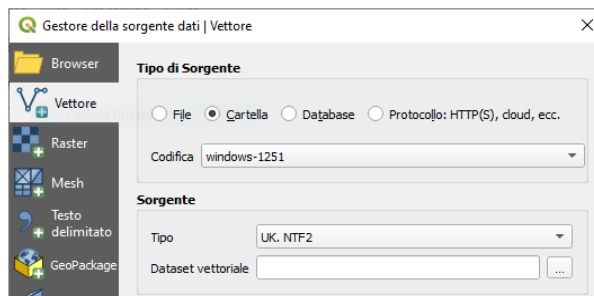 Gestore della sorgente dati | Vettore
Browser
Vettore
Raster
Mesh
Testo
delimitato
GeoPackage
Tipo di Sorgente
File Cartella Database Protocollo: HTTP(S), cloud, ecc.
Codifica windows-1251
Sorgente
Tipo UK. NTF2
Dataset vettoriale ...